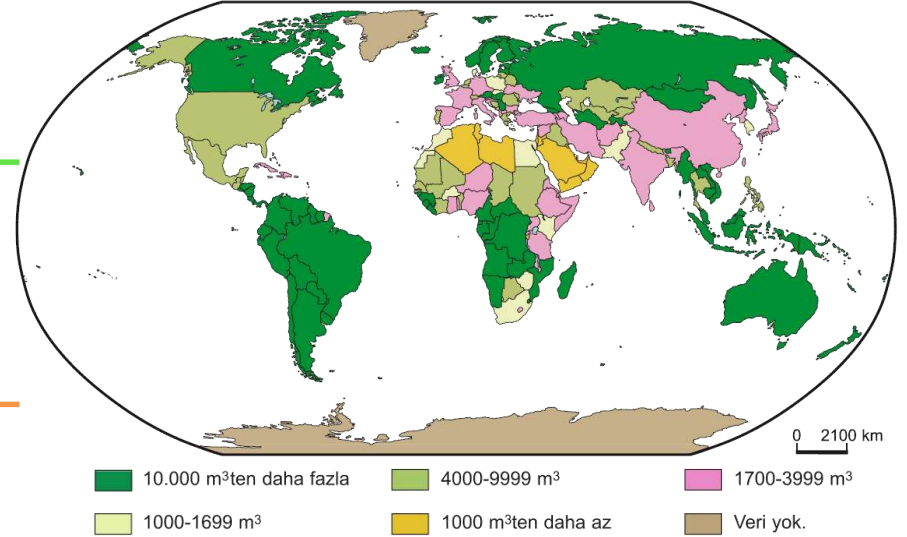 0 2100 km
10.000 m³ten daha fazla
4000-9999 m³
1700-3999 m³
1000-1699 m³
1000 m³ten daha az
Veri yok.